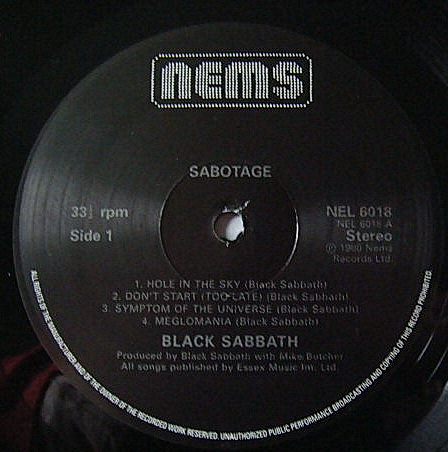 nems
SABOTAGE
33⅓ rpm
Side 1
NEL 6018
NEL 6018 A
Stereo
℗ 1980 Nems
Records Ltd.
1. HOLE IN THE SKY (Black Sabbath)
2. DON'T START (TOO LATE) (Black Sabbath)
3. SYMPTOM OF THE UNIVERSE (Black Sabbath)
4. MEGLOMANIA (Black Sabbath)
BLACK SABBATH
Produced by Black Sabbath with Mike Butcher
All songs published by Essex Music Int. Ltd.
ALL RIGHTS OF THE MANUFACTURER AND OF THE OWNER OF THE RECORDED WORK RESERVED. UNAUTHORIZED PUBLIC PERFORMANCE BROADCASTING AND COPYING OF THIS RECORD PROHIBITED